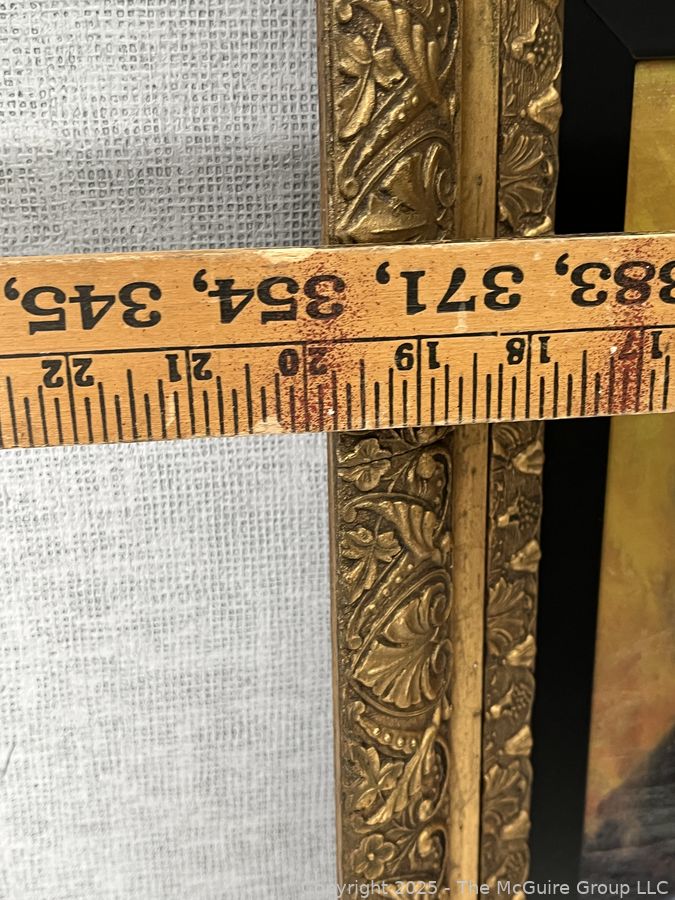 383, 371, 354, 345,
17 18 19 20 21 22
Copyright 2025 - The McGuire Group LLC